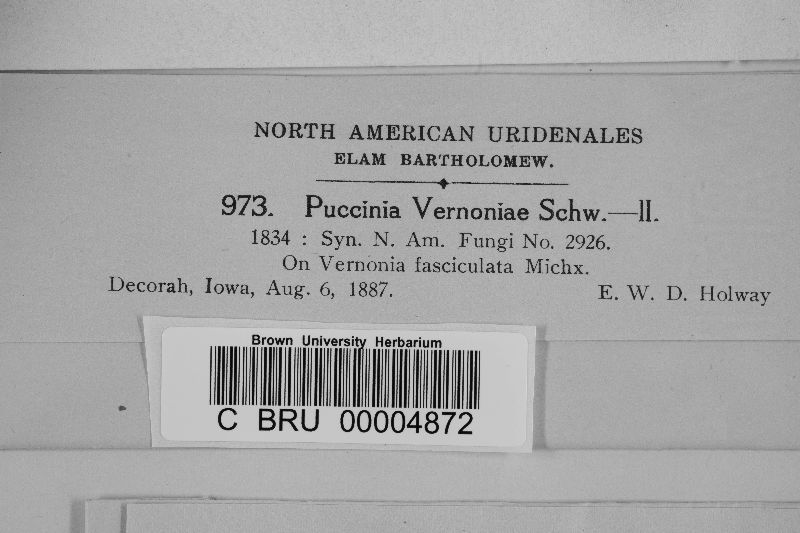 NORTH AMERICAN URIDENALES
ELAM BARTHOLOMEW.
973. Puccinia Vernoniae Schw.—II.
1834 : Syn. N. Am. Fungi No. 2926.
On Vernonia fasciculata Michx.
Decorah, Iowa, Aug. 6, 1887. E. W. D. Holway
Brown University Herbarium
C BRU 00004872